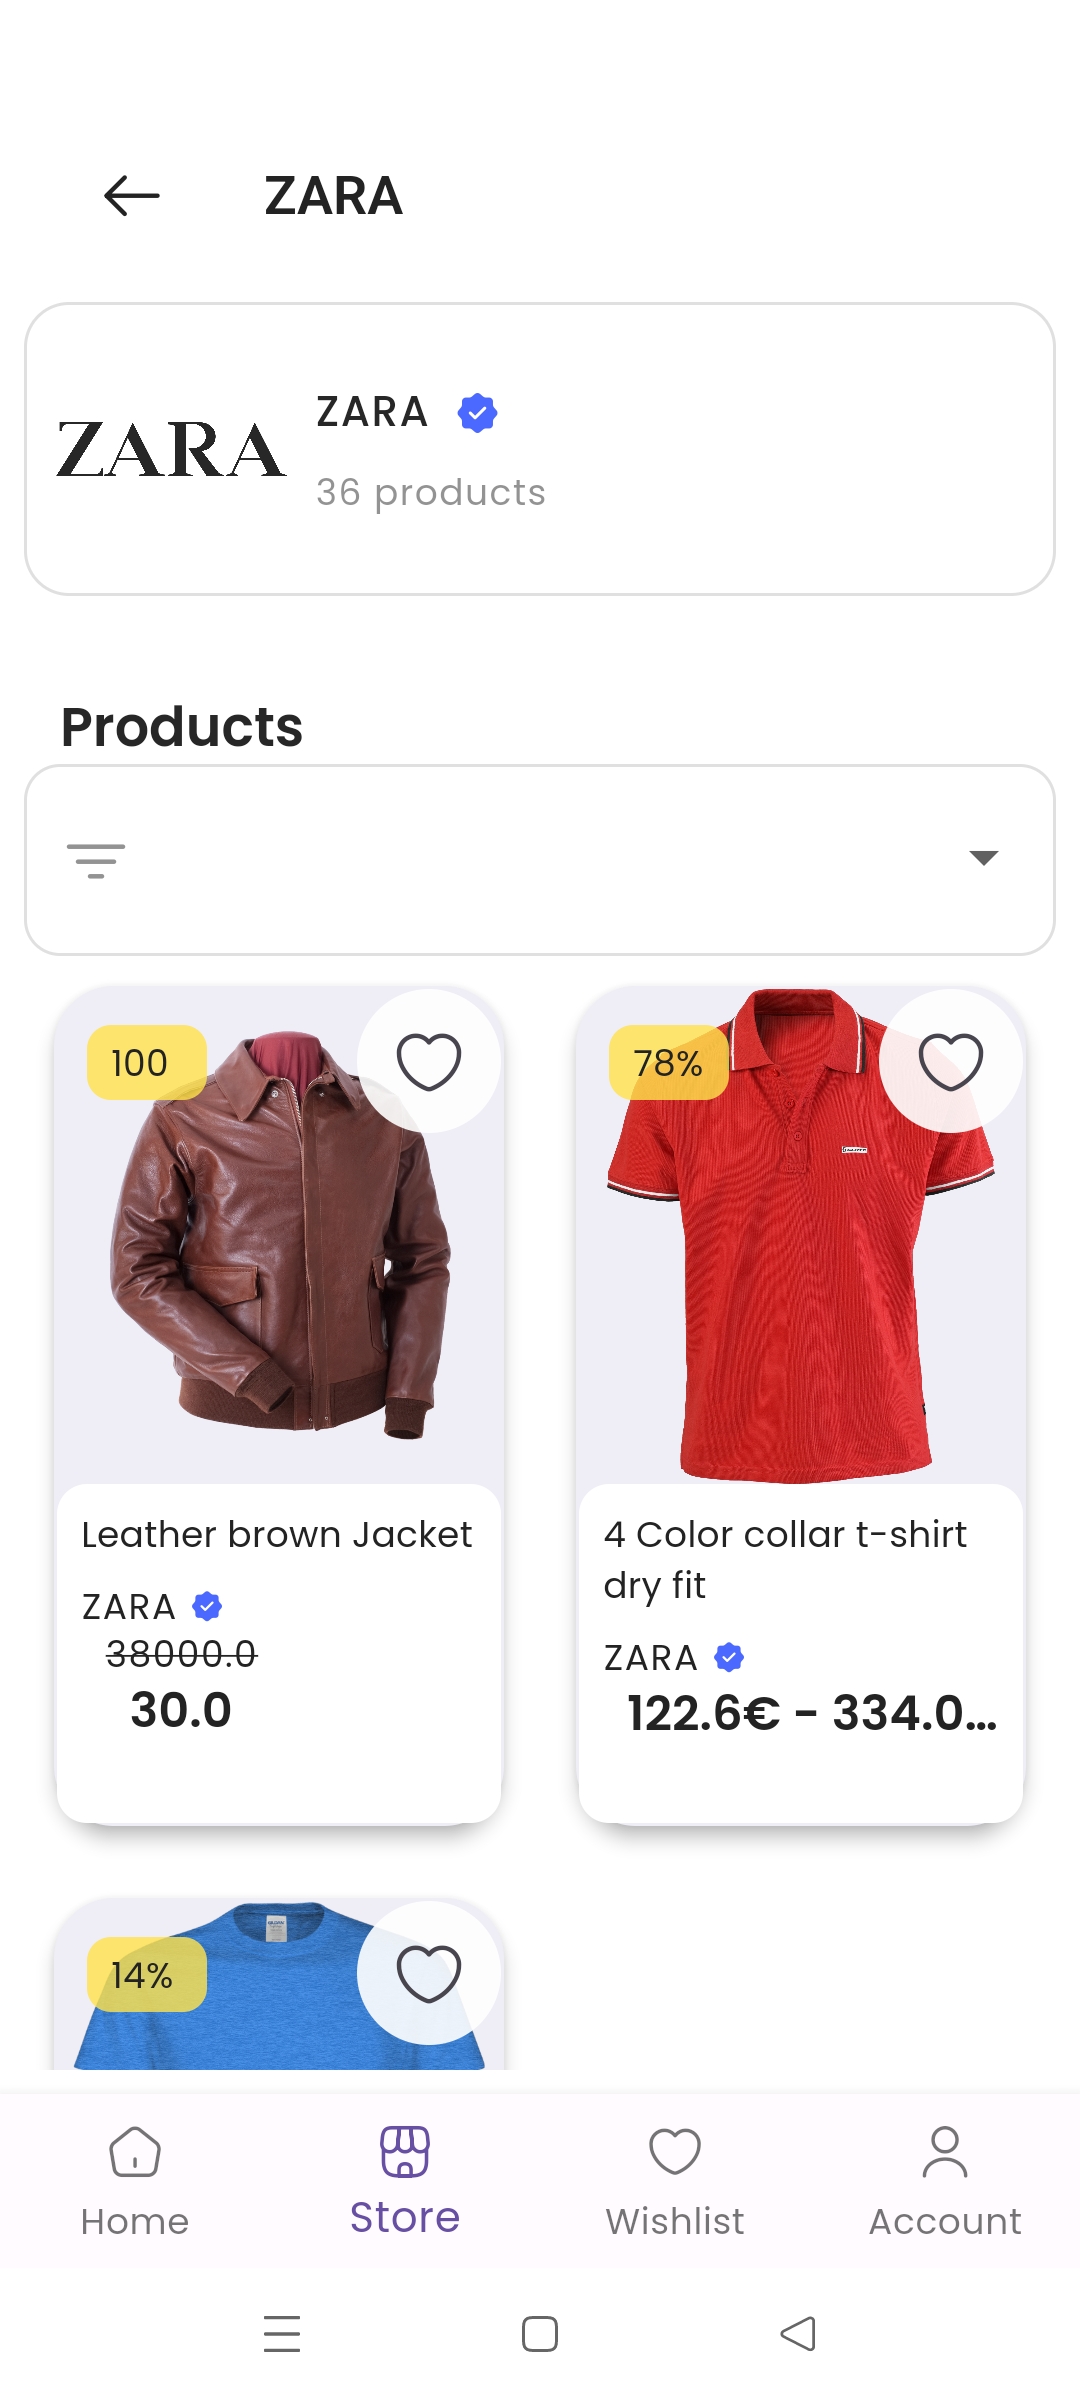 ZARA
ZARA
ZARA
36 products
Products
100
78%
Leather brown Jacket
ZARA
38000.0
30.0
4 Color collar t-shirt
dry fit
ZARA
122.6€ - 334.0...
14%
Home
Store
Wishlist
Account